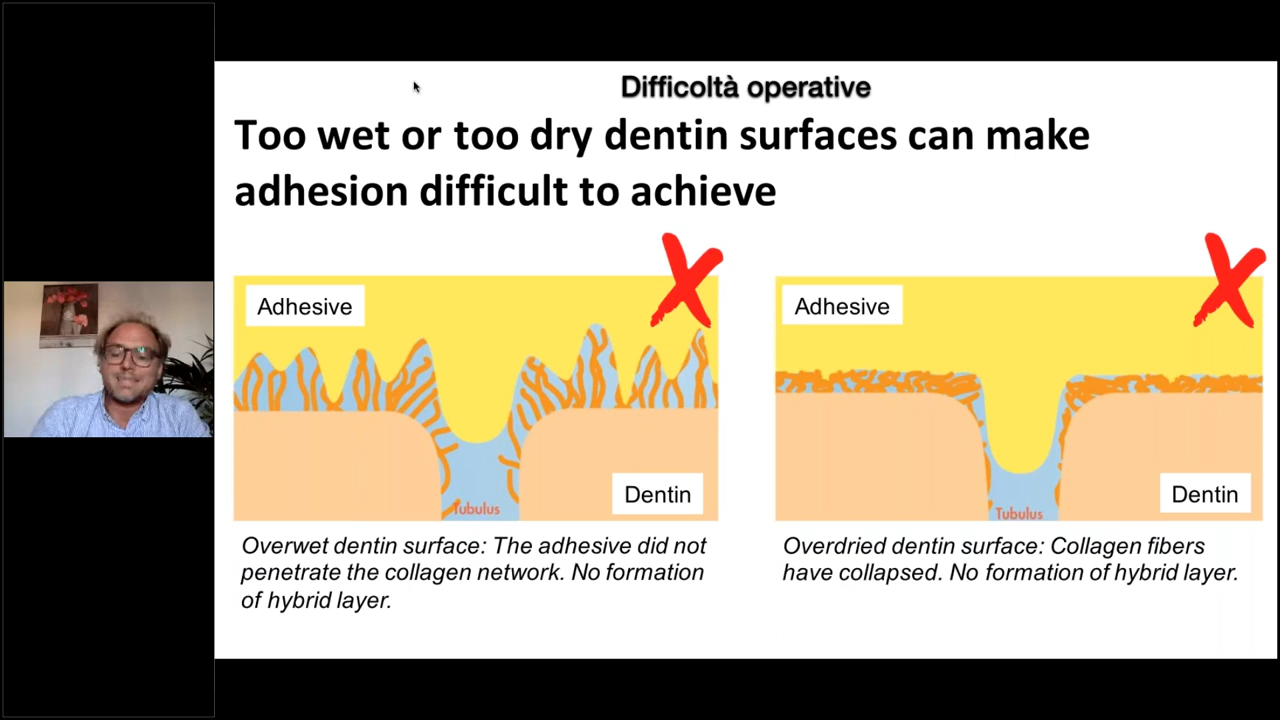 Difficoltà operative
Too wet or too dry dentin surfaces can make
adhesion difficult to achieve
Adhesive
Dentin
Tubulus
Overwet dentin surface: The adhesive did not
penetrate the collagen network. No formation
of hybrid layer.
Adhesive
Dentin
Tubulus
Overdried dentin surface: Collagen fibers
have collapsed. No formation of hybrid layer.